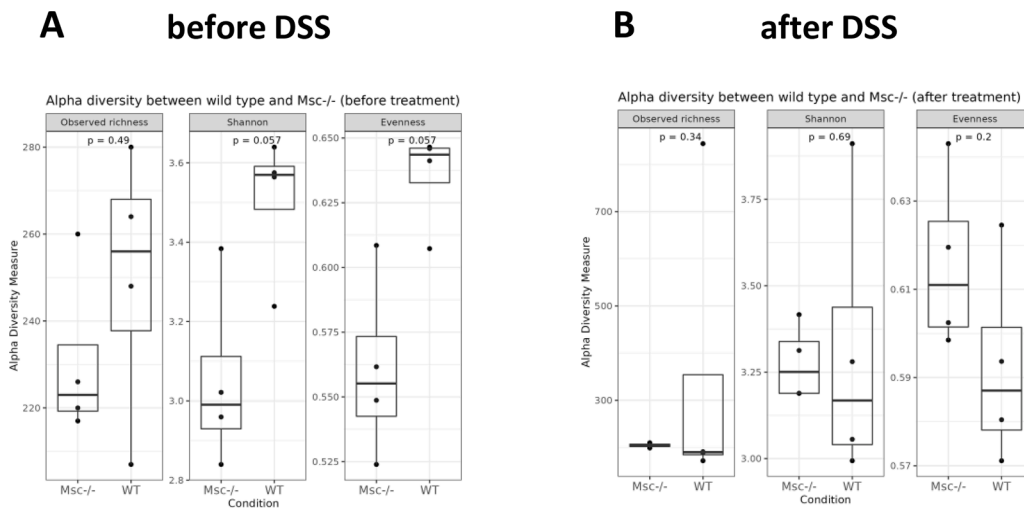 A before DSS
Alpha diversity between wild type and Msc-/- (before treatment)
Observed richness Shannon Evenness
p = 0.49 p = 0.057 p = 0.057
280 3.6 0.650
260 3.4 0.625
240 3.2 0.600
220 3.0 0.575
2.8 0.550
0.525
Alpha Diversity Measure
Msc-/- WT Msc-/- WT Msc-/- WT
Condition
B after DSS
Alpha diversity between wild type and Msc-/- (after treatment)
Observed richness Shannon Evenness
p = 0.34 p = 0.69 p = 0.2
700 3.75 0.63
500 3.50 0.61
300 3.25 0.59
3.00 0.57
Alpha Diversity Measure
Msc-/- WT Msc-/- WT Msc-/- WT
Condition